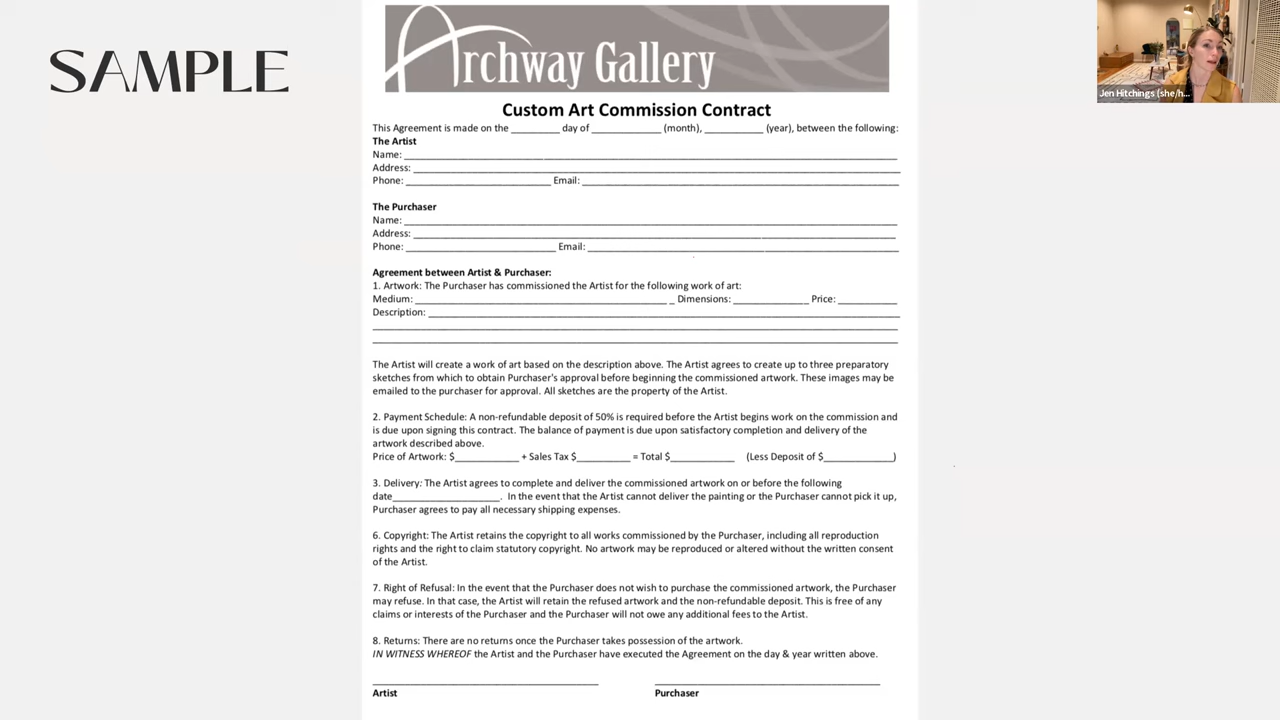 SAMPLE
Archway Gallery
Jen Hitchings (she/h...
Custom Art Commission Contract
This Agreement is made on the _________ day of _____________ (month), ___________ (year), between the following:
The Artist
Name: ____________________
Address: ____________________
Phone: ____________________ Email: ____________________
The Purchaser
Name: ____________________
Address: ____________________
Phone: ____________________ Email: ____________________
Agreement between Artist & Purchaser:
1. Artwork: The Purchaser has commissioned the Artist for the following work of art:
Medium: ____________________ _ Dimensions: ______________ Price: ___________
Description: ____________________
The Artist will create a work of art based on the description above. The Artist agrees to create up to three preparatory
sketches from which to obtain Purchaser's approval before beginning the commissioned artwork. These images may be
emailed to the purchaser for approval. All sketches are the property of the Artist.
2. Payment Schedule: A non-refundable deposit of 50% is required before the Artist begins work on the commission and
is due upon signing this contract. The balance of payment is due upon satisfactory completion and delivery of the
artwork described above.
Price of Artwork: $____________ + Sales Tax $__________ = Total $____________ (Less Deposit of $_____________)
3. Delivery: The Artist agrees to complete and deliver the commissioned artwork on or before the following
date____________________. In the event that the Artist cannot deliver the painting or the Purchaser cannot pick it up,
Purchaser agrees to pay all necessary shipping expenses.
6. Copyright: The Artist retains the copyright to all works commissioned by the Purchaser, including all reproduction
rights and the right to claim statutory copyright. No artwork may be reproduced or altered without the written consent
of the Artist.
7. Right of Refusal: In the event that the Purchaser does not wish to purchase the commissioned artwork, the Purchaser
may refuse. In that case, the Artist will retain the refused artwork and the non-refundable deposit. This is free of any
claims or interests of the Purchaser and the Purchaser will not owe any additional fees to the Artist.
8. Returns: There are no returns once the Purchaser takes possession of the artwork.
IN WITNESS WHEREOF the Artist and the Purchaser have executed the Agreement on the day & year written above.
Artist
Purchaser